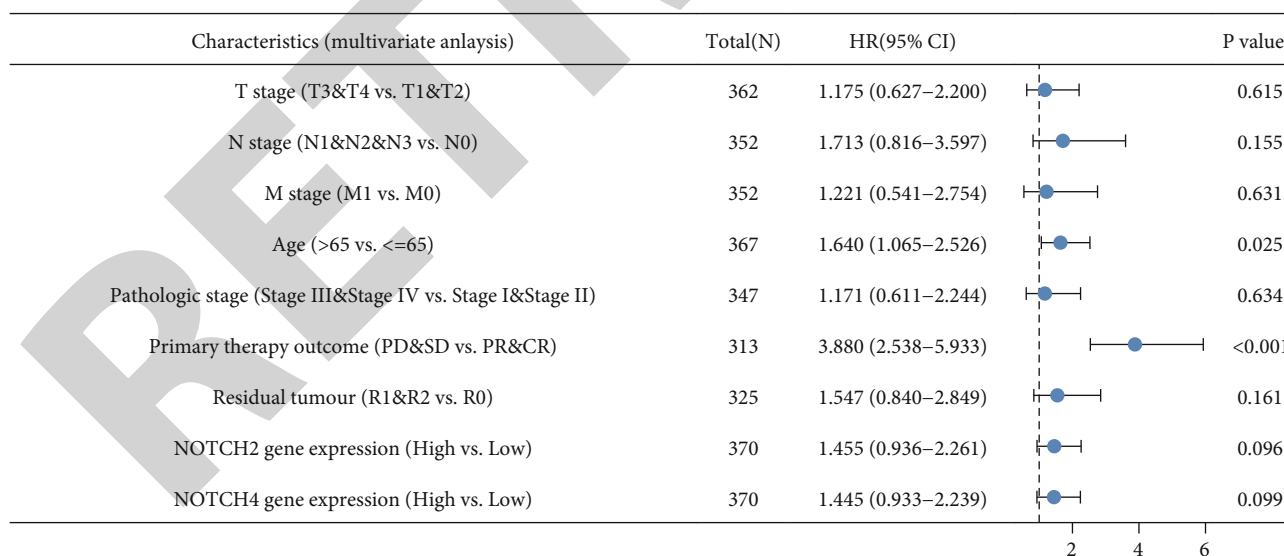 Characteristics (multivariate anlaysis) Total(N) HR(95% CI) P value
T stage (T3&T4 vs. T1&T2) 362 1.175 (0.627−2.200) 0.615
N stage (N1&N2&N3 vs. N0) 352 1.713 (0.816−3.597) 0.155
M stage (M1 vs. M0) 352 1.221 (0.541−2.754) 0.631
Age (>65 vs. <=65) 367 1.640 (1.065−2.526) 0.025
Pathologic stage (Stage III&Stage IV vs. Stage I&Stage II) 347 1.171 (0.611−2.244) 0.634
Primary therapy outcome (PD&SD vs. PR&CR) 313 3.880 (2.538−5.933) <0.001
Residual tumour (R1&R2 vs. R0) 325 1.547 (0.840−2.849) 0.161
NOTCH2 gene expression (High vs. Low) 370 1.455 (0.936−2.261) 0.096
NOTCH4 gene expression (High vs. Low) 370 1.445 (0.933−2.239) 0.099
2 4 6
RET